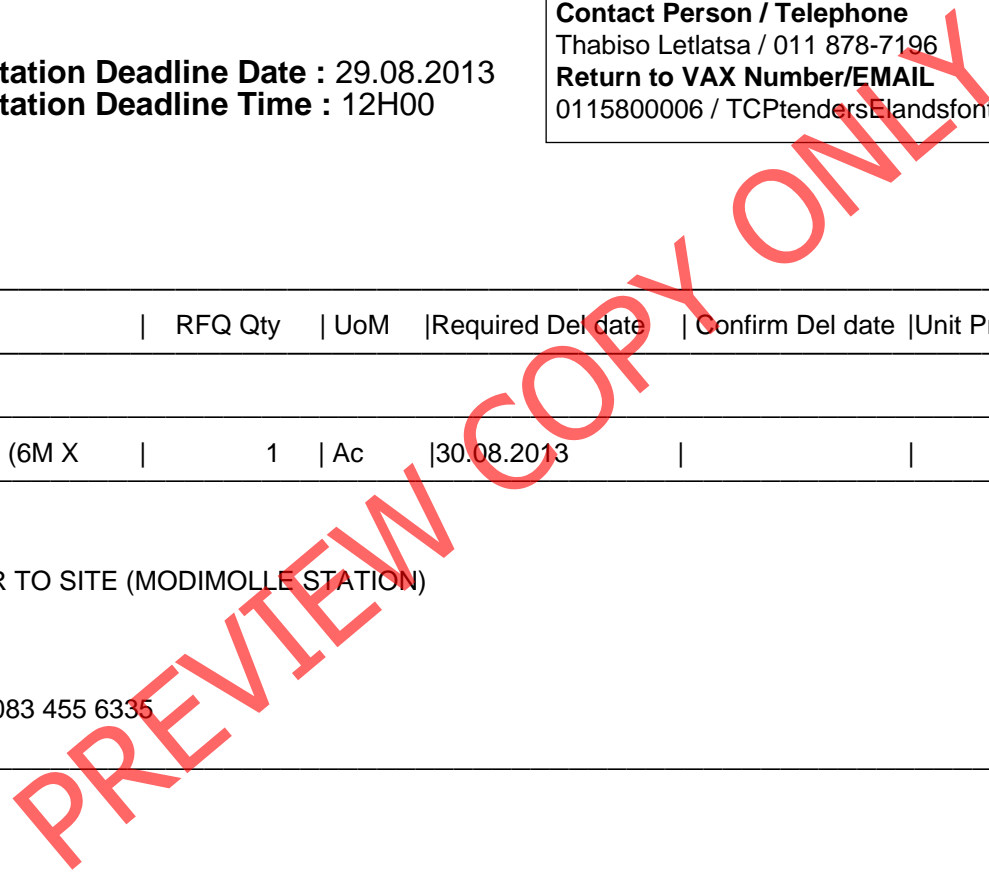 Contact Person / Telephone
Thabiso Letlatsa / 011 878-7196
tation Deadline Date : 29.08.2013
Return to VAX Number/EMAIL
tation Deadline Time : 12H00
0115800006 / TCPtendersElandsfont
| RFQ Qty | UoM |Required Del date | Confirm Del date |Unit Pr
(6M X | 1 | Ac |30.08.2013 | |
R TO SITE (MODIMOLLE STATION)
083 455 6335
PREVIEW COPY ONLY